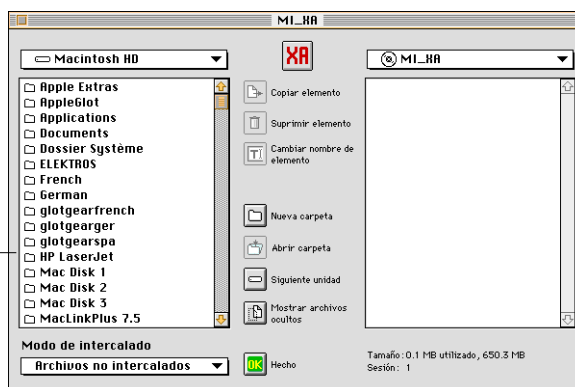 MI_XA
Macintosh HD
XA
MI_XA
Apple Extras
AppleGlot
Applications
Documents
Dossier Système
ELEKTROS
French
German
glotgearfrench
glotgearger
glotgearspa
HP LaserJet
Mac Disk 1
Mac Disk 2
Mac Disk 3
MacLinkPlus 7.5
Copiar elemento
Suprimir elemento
Cambiar nombre de
elemento
Nueva carpeta
Abrir carpeta
Siguiente unidad
Mostrar archivos
ocultos
Modo de intercalado
Archivos no intercalados
OK
Hecho
Tamaño:0.1 MB utilizado, 650.3 MB
Sesión: 1